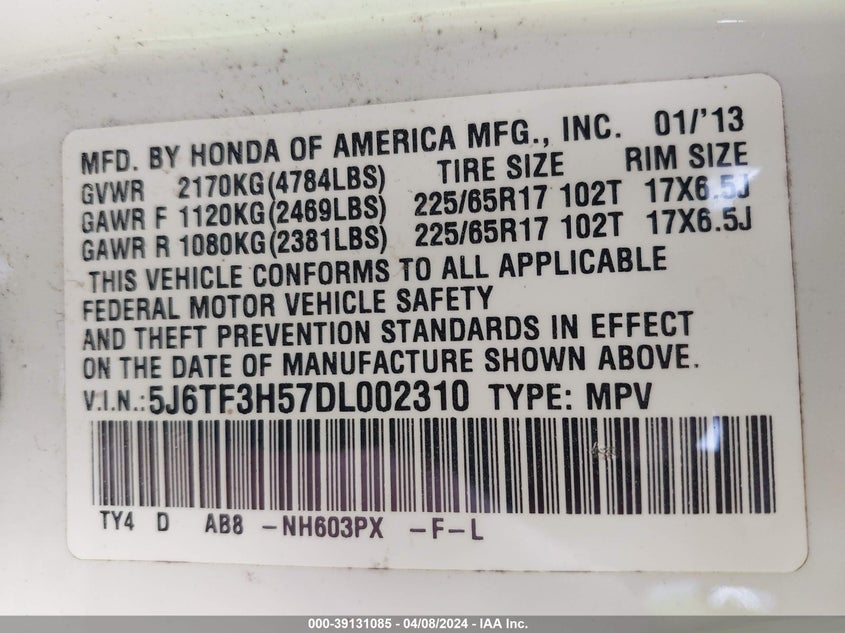 MFD. BY HONDA OF AMERICA MFG., INC. 01/'13
GVWR 2170KG(4784LBS) TIRE SIZE RIM SIZE
GAWR F 1120KG(2469LBS) 225/65R17 102T 17X6.5J
GAWR R 1080KG(2381LBS) 225/65R17 102T 17X6.5J
THIS VEHICLE CONFORMS TO ALL APPLICABLE
FEDERAL MOTOR VEHICLE SAFETY
AND THEFT PREVENTION STANDARDS IN EFFECT
ON THE DATE OF MANUFACTURE SHOWN ABOVE.
V.I.N.:5J6TF3H57DL002310 TYPE: MPV
TY4 D AB8 -NH603PX -F-L
000-39131085 - 04/08/2024 - IAA Inc.